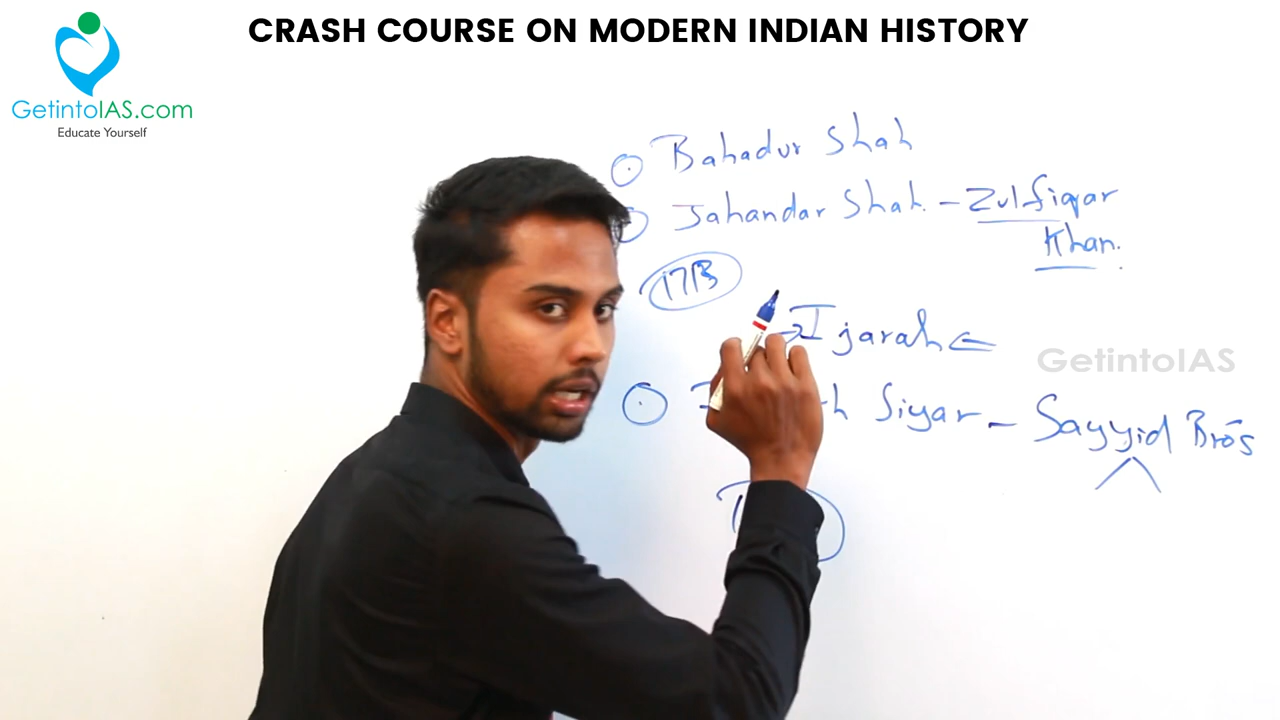 CRASH COURSE ON MODERN INDIAN HISTORY
GetintoIAS.com
Educate Yourself
Bahadur Shah
Jahandar Shah - Zulfiqar
Khan.
1713
→ Ijarah ⇐
Siyar - Sayyid Bros
GetintoIAS